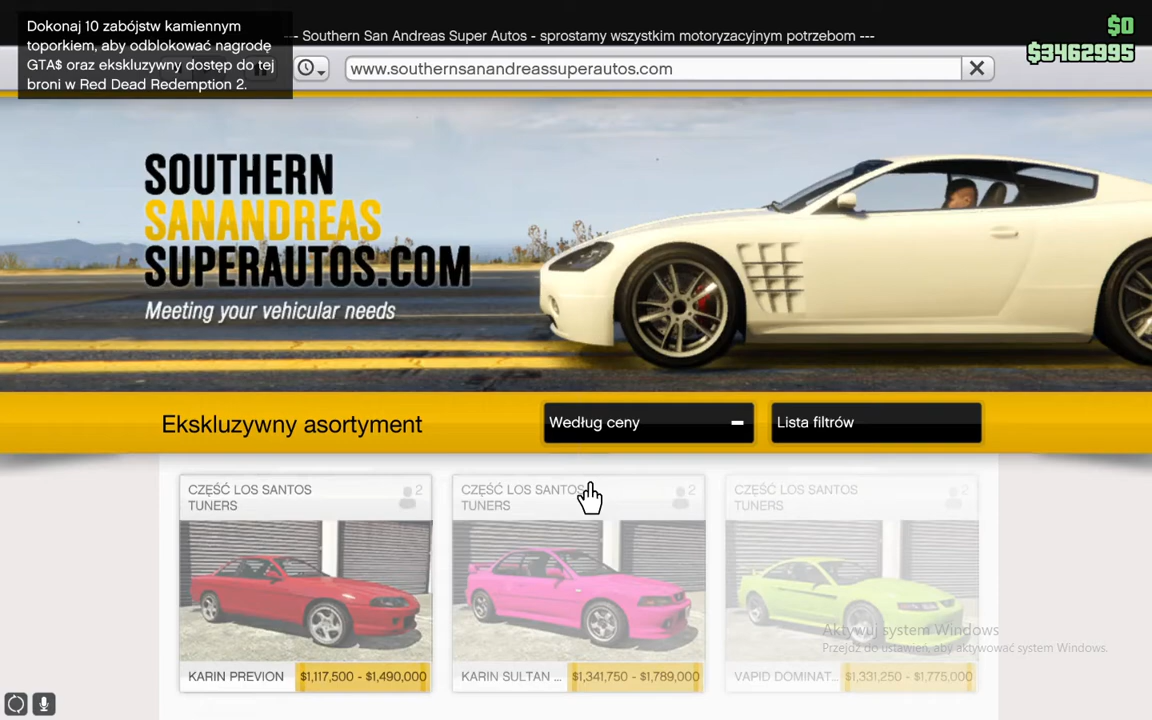 Dokonaj 10 zabójstw kamiennym
toporkiem, aby odblokować nagrodę
GTA$ oraz ekskluzywny dostęp do tej
broni w Red Dead Redemption 2.
--- Southern San Andreas Super Autos - sprostamy wszystkim motoryzacyjnym potrzebom ---
$0
$3462995
www.southernsanandreassuperautos.com
SOUTHERN
SANANDREAS
SUPERAUTOS.COM
Meeting your vehicular needs
Ekskluzywny asortyment
Według ceny
Lista filtrów
CZĘŚĆ LOS SANTOS
TUNERS
2
CZĘŚĆ LOS SANTOS
TUNERS
2
CZĘŚĆ LOS SANTOS
TUNERS
2
KARIN PREVION
$1,117,500 - $1,490,000
KARIN SULTAN ...
$1,341,750 - $1,789,000
VAPID DOMINAT...
$1,331,250 - $1,775,000
Aktywuj system Windows
Przejdź do ustawień, aby aktywować system Windows.